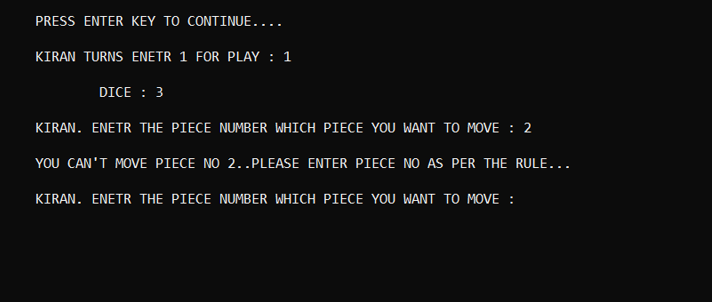 PRESS ENTER KEY TO CONTINUE....
KIRAN TURNS ENETR 1 FOR PLAY : 1
DICE : 3
KIRAN. ENETR THE PIECE NUMBER WHICH PIECE YOU WANT TO MOVE : 2
YOU CAN'T MOVE PIECE NO 2..PLEASE ENTER PIECE NO AS PER THE RULE...
KIRAN. ENETR THE PIECE NUMBER WHICH PIECE YOU WANT TO MOVE :